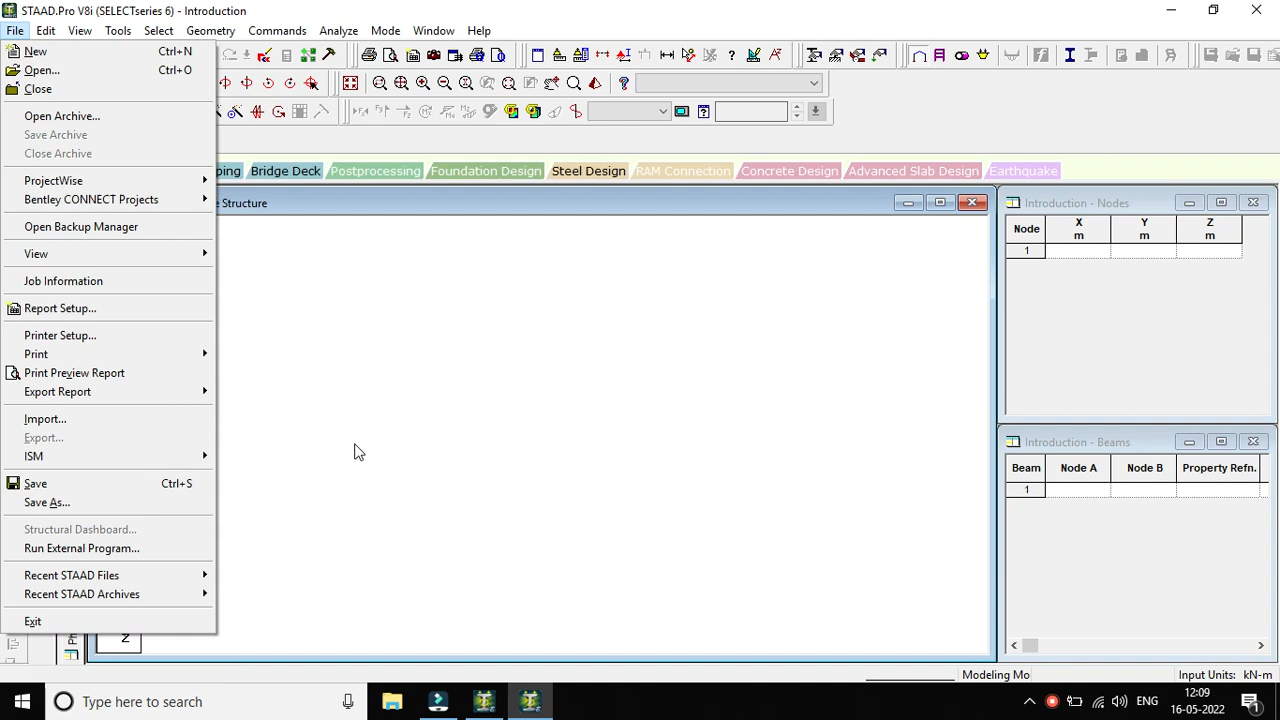 STAAD.Pro V8i (SELECTseries 6) - Introduction
File Edit View Tools Select Geometry Commands Analyze Mode Window Help
New Ctrl+N
Open... Ctrl+O
Close
Open Archive...
Save Archive
Close Archive
ProjectWise
Bentley CONNECT Projects
Open Backup Manager
View
Job Information
Report Setup...
Printer Setup...
Print
Print Preview Report
Export Report
Import...
Export...
ISM
Save Ctrl+S
Save As...
Structural Dashboard...
Run External Program...
Recent STAAD Files
Recent STAAD Archives
Exit
ping Bridge Deck Postprocessing Foundation Design Steel Design RAM Connection Concrete Design Advanced Slab Design Earthquake
e Structure
Introduction - Nodes
Node X m Y m Z m
1
Introduction - Beams
Beam Node A Node B Property Refn.
1
Modeling Mo Input Units: kN-m
Type here to search
ENG
12:09
16-05-2022